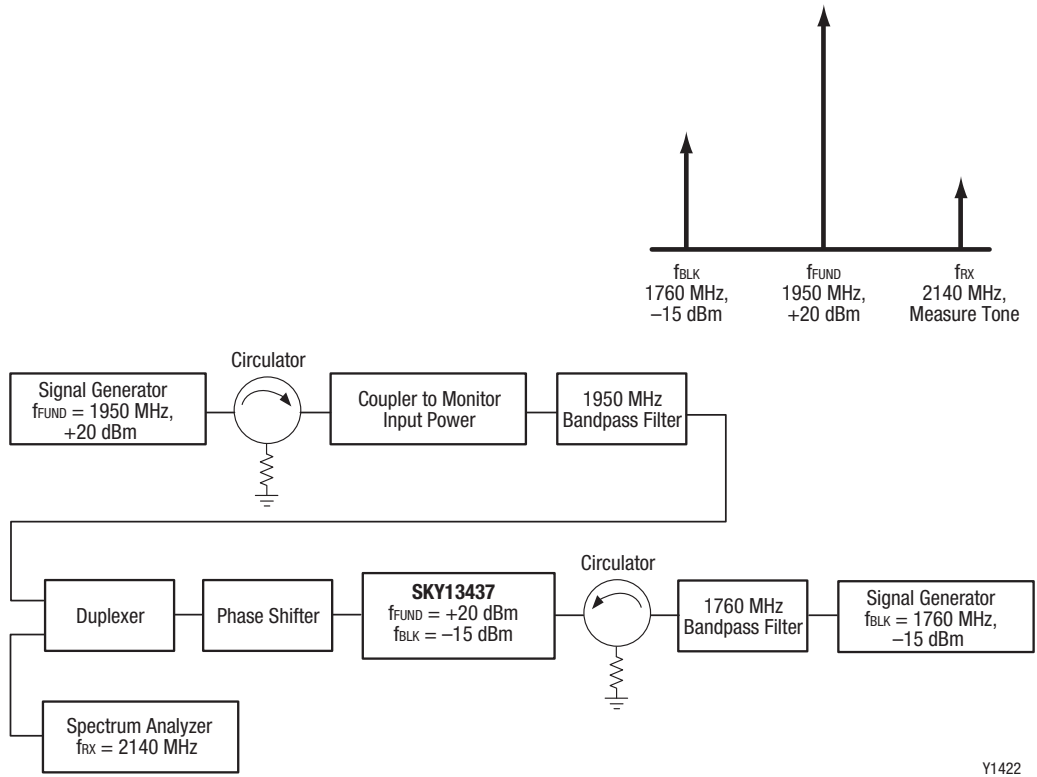 fBLK
1760 MHz,
–15 dBm
fFUND
1950 MHz,
+20 dBm
fRX
2140 MHz,
Measure Tone
Circulator
Signal Generator
fFUND = 1950 MHz,
+20 dBm
Coupler to Monitor
Input Power
1950 MHz
Bandpass Filter
Duplexer
Phase Shifter
SKY13437
fFUND = +20 dBm
fBLK = –15 dBm
Circulator
1760 MHz
Bandpass Filter
Signal Generator
fBLK = 1760 MHz,
–15 dBm
Spectrum Analyzer
fRX = 2140 MHz
Y1422